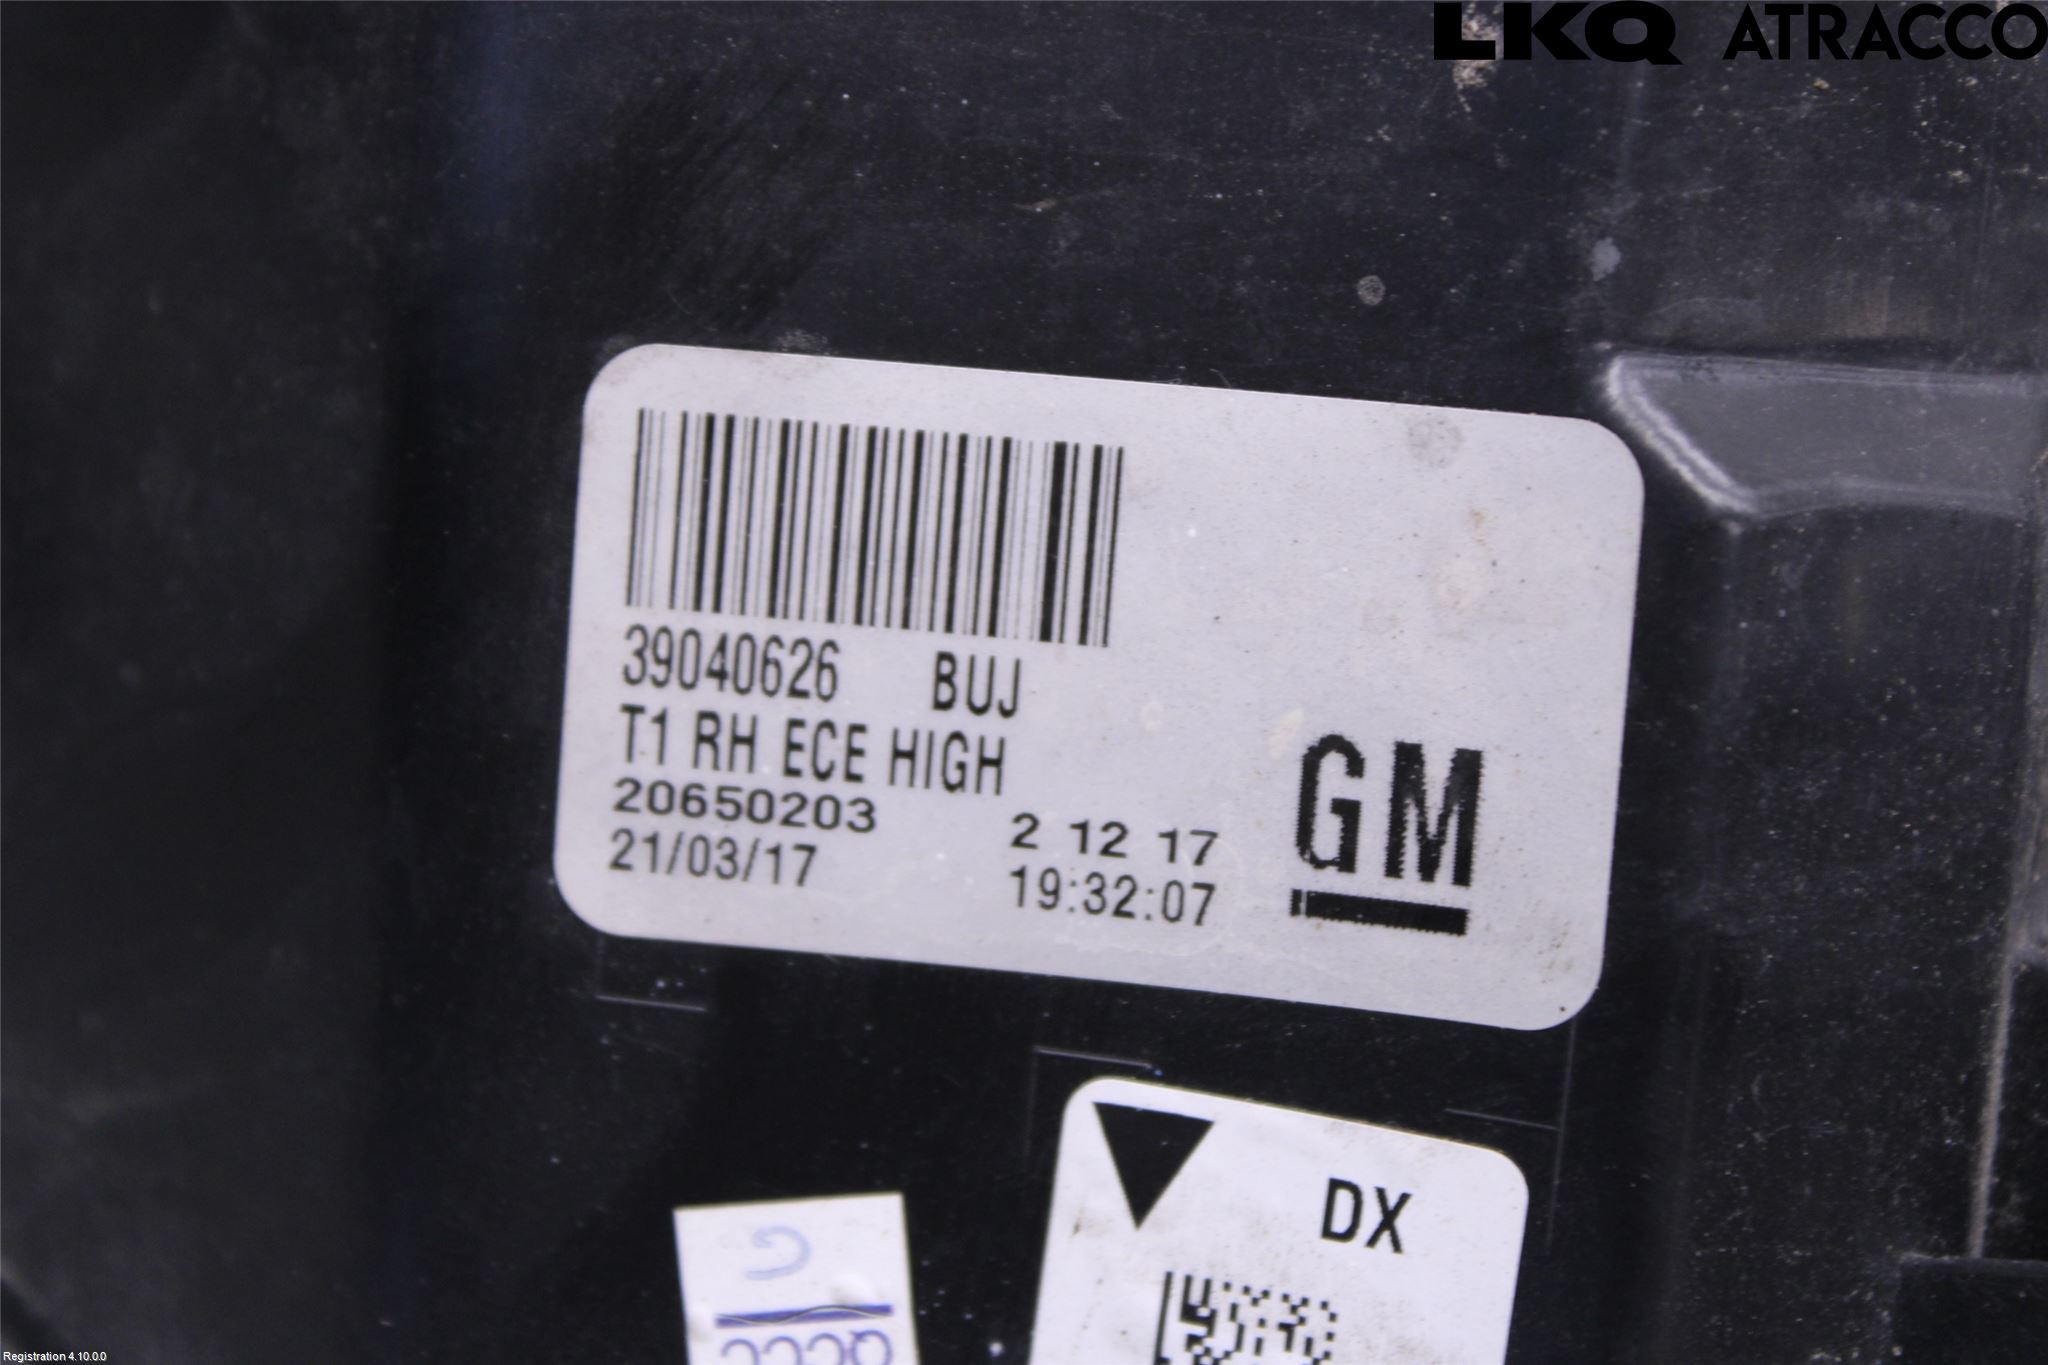 LKQ ATRACCO
39040626 BUJ
T1 RH ECE HIGH
20650203 2 12 17
21/03/17 19:32:07
GM
DX
Registration 4.10.0.0